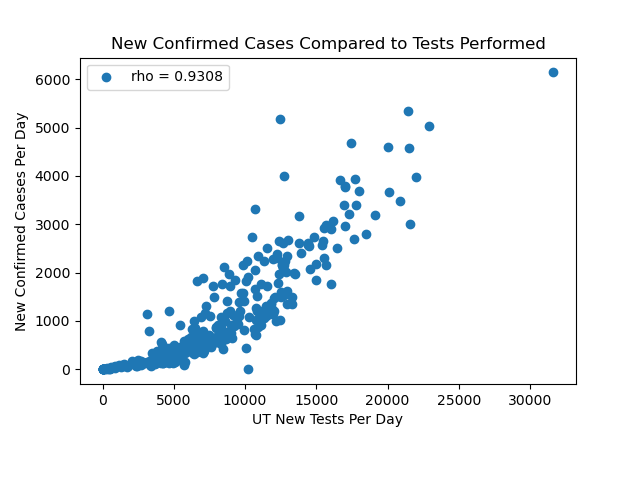 New Confirmed Cases Compared to Tests Performed
rho = 0.9308
6000
5000
4000
3000
2000
1000
0
New Confirmed Caeses Per Day
0 5000 10000 15000 20000 25000 30000
UT New Tests Per Day